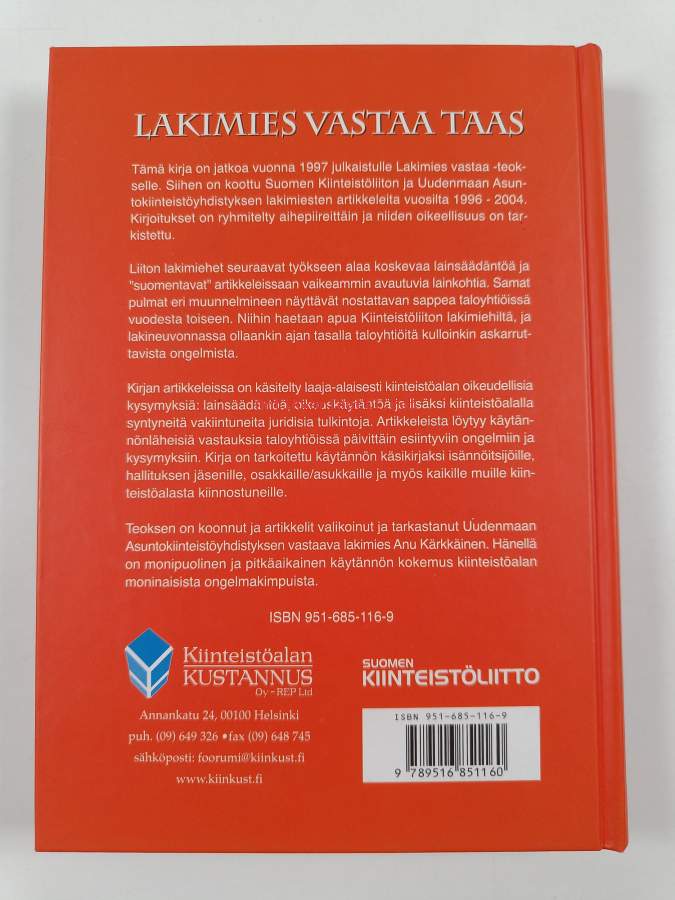 LAKIMIES VASTAA TAAS
Tämä kirja on jatkoa vuonna 1997 julkaistulle Lakimies vastaa -teok-
selle. Siihen on koottu Suomen Kiinteistöliiton ja Uudenmaan Asun-
tokiinteistöyhdistyksen lakimiesten artikkeleita vuosilta 1996 - 2004.
Kirjoitukset on ryhmitelty aihepiireittäin ja niiden oikeellisuus on tar-
kistettu.
Liiton lakimiehet seuraavat työkseen alaa koskevaa lainsäädäntöä ja
"suomentavat" artikkeleissaan vaikeammin avautuvia lainkohtia. Samat
pulmat eri muunnelmineen näyttävät nostattavan sappea taloyhtiöissä
vuodesta toiseen. Niihin haetaan apua Kiinteistöliiton lakimiehiltä, ja
lakineuvonnassa ollaankin ajan tasalla taloyhtiöitä kulloinkin askarrut-
tavista ongelmista.
Kirjan artikkeleissa on käsitelty laaja-alaisesti kiinteistöalan oikeudellisia
kysymyksiä: lainsäädäntöä, oikeuskäytäntöä ja lisäksi kiinteistöalalla
syntyneitä vakiintuneita juridisia tulkintoja. Artikkeleista löytyy käytän-
nönläheisiä vastauksia taloyhtiöissä päivittäin esiintyviin ongelmiin ja
kysymyksiin. Kirja on tarkoitettu käytännön käsikirjaksi isännöitsijöille,
hallituksen jäsenille, osakkaille/asukkaille ja myös kaikille muille kiin-
teistöalasta kiinnostuneille.
Teoksen on koonnut ja artikkelit valikoinut ja tarkastanut Uudenmaan
Asuntokiinteistöyhdistyksen vastaava lakimies Anu Kärkkäinen. Hänellä
on monipuolinen ja pitkäaikainen käytännön kokemus kiinteistöalan
moninaisista ongelmakimpuista.
ISBN 951-685-116-9
Kiinteistöalan
KUSTANNUS
Oy - REP Ltd
Annankatu 24, 00100 Helsinki
puh. (09) 649 326 • fax (09) 648 745
sähköposti: foorumi@kiinkust.fi
www.kiinkust.fi
SUOMEN
KIINTEISTÖLIITTO
ISBN 951-685-116-9
9 789516 851160